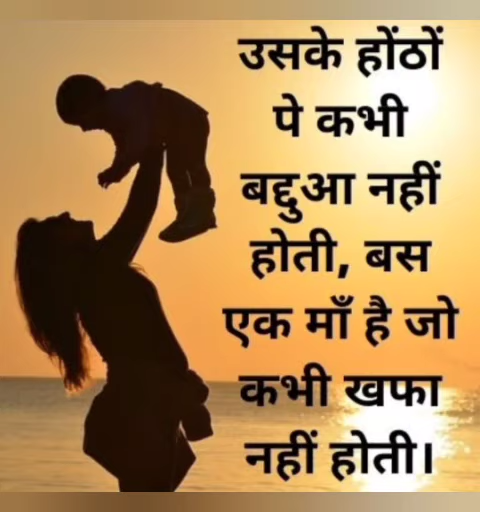 उसके होंठों
पे कभी
बद्दुआ नहीं
होती, बस
एक माँ है जो
कभी खफा
नहीं होती।